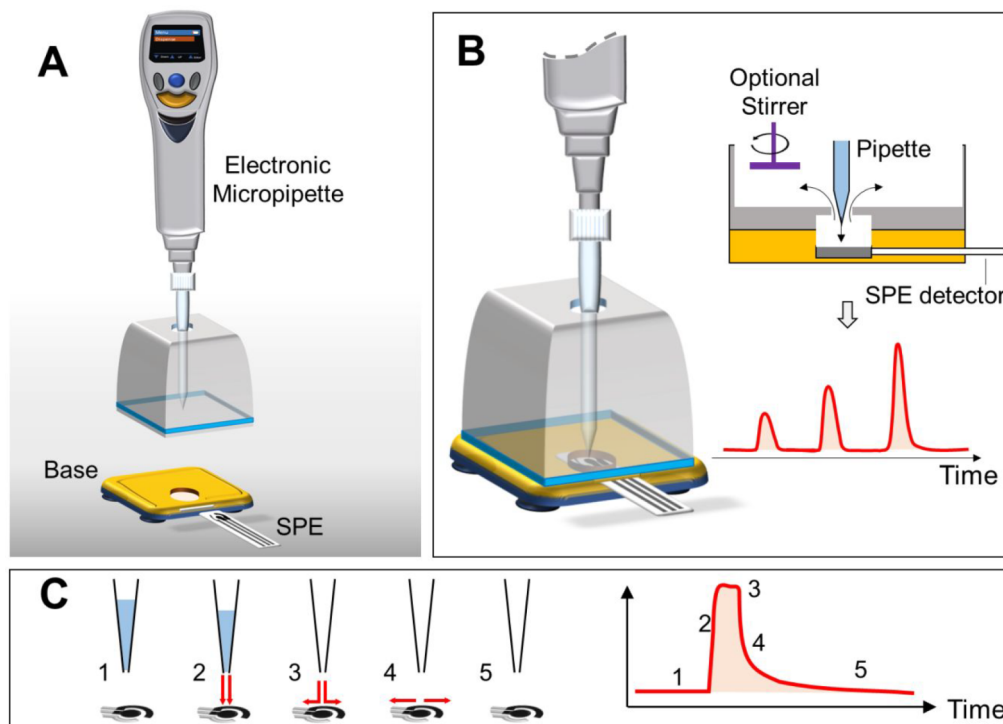 A
Menu
Electronic
Micropipette
Base
SPE
B
Optional
Stirrer
Pipette
SPE detector
Time
C
1
2
3
4
5
1
2
3
4
5
Time